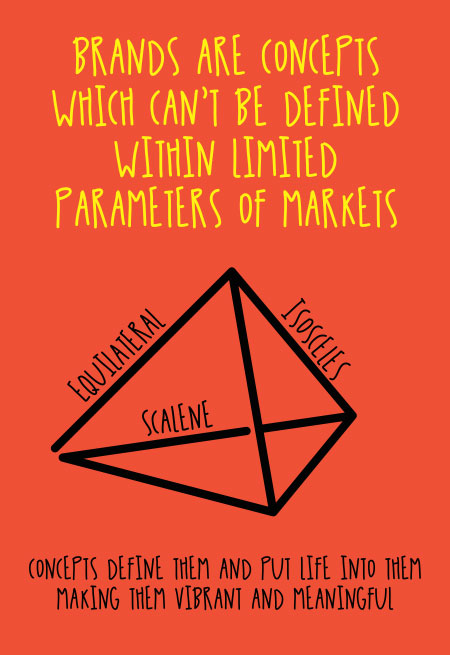 BRANDS ARE CONCEPTS
WHICH CAN'T BE DEFINED
WITHIN LIMITED
PARAMETERS OF MARKETS
EQUILATERAL
ISOSCELES
SCALENE
CONCEPTS DEFINE THEM AND PUT LIFE INTO THEM
MAKING THEM VIBRANT AND MEANINGFUL